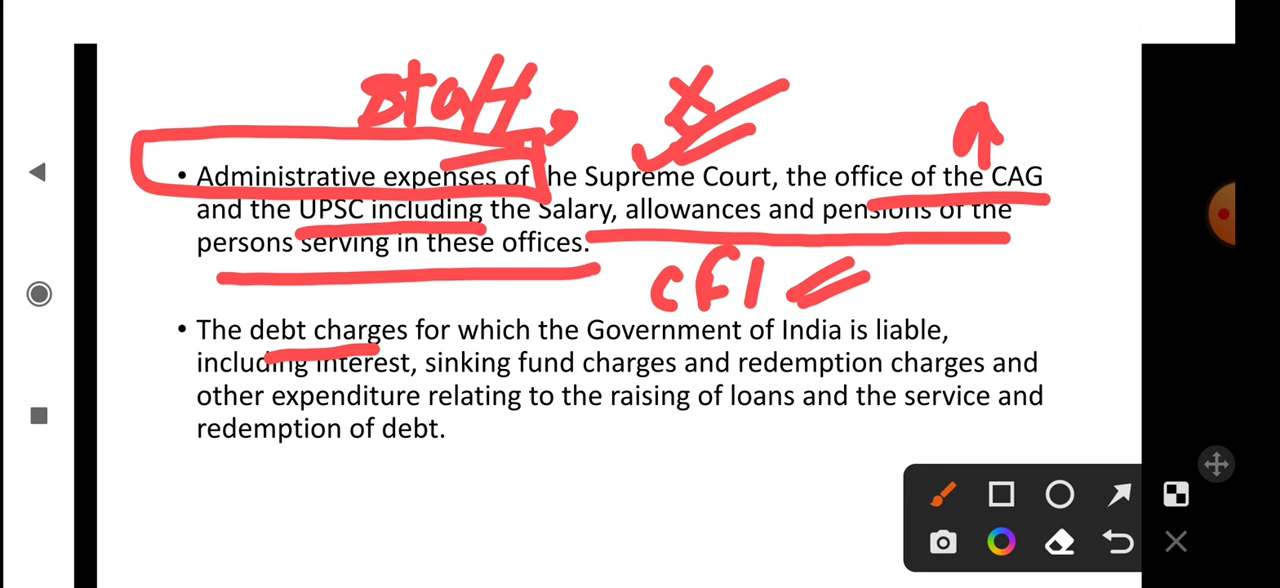 staff,
• Administrative expenses of the Supreme Court, the office of the CAG
and the UPSC including the Salary, allowances and pensions of the
persons serving in these offices.
CFI
• The debt charges for which the Government of India is liable,
including interest, sinking fund charges and redemption charges and
other expenditure relating to the raising of loans and the service and
redemption of debt.